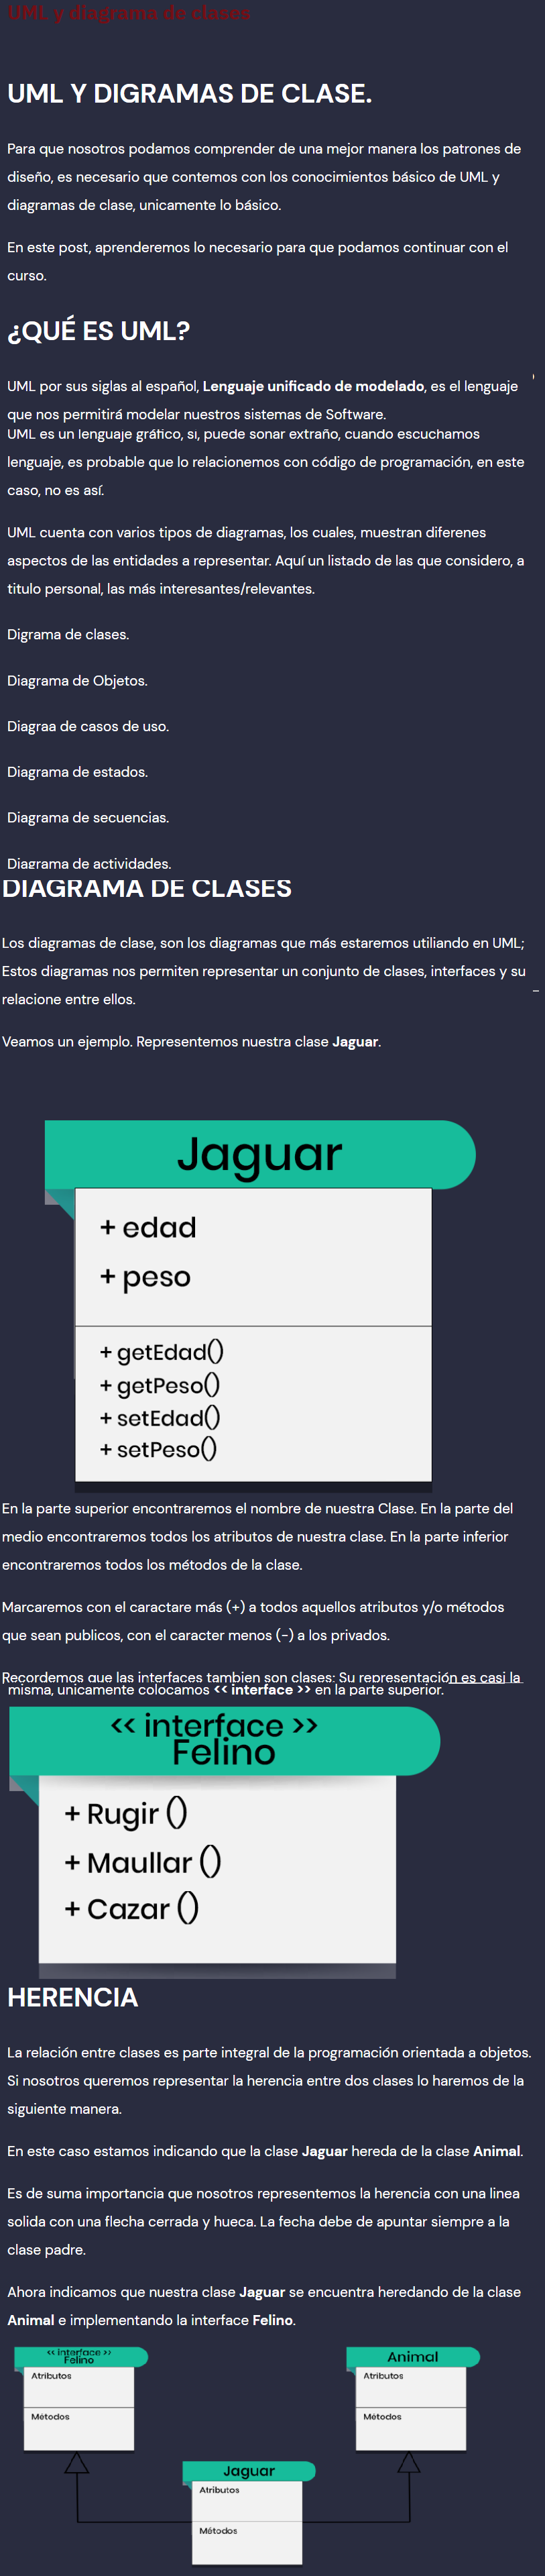 UML y diagrama de clases
UML Y DIGRAMAS DE CLASE.
Para que nosotros podamos comprender de una mejor manera los patrones de
diseño, es necesario que contemos con los conocimientos básico de UML y
diagramas de clase, unicamente lo básico.
En este post, aprenderemos lo necesario para que podamos continuar con el
curso.
¿QUÉ ES UML?
UML por sus siglas al español, Lenguaje unificado de modelado, es el lenguaje
que nos permitirá modelar nuestros sistemas de Software.
UML es un lenguaje gráfico, si, puede sonar extraño, cuando escuchamos
lenguaje, es probable que lo relacionemos con código de programación, en este
caso, no es así.
UML cuenta con varios tipos de diagramas, los cuales, muestran diferenes
aspectos de las entidades a representar. Aquí un listado de las que considero, a
titulo personal, las más interesantes/relevantes.
Digrama de clases.
Diagrama de Objetos.
Diagraa de casos de uso.
Diagrama de estados.
Diagrama de secuencias.
Diagrama de actividades.
DIAGRAMA DE CLASES
Los diagramas de clase, son los diagramas que más estaremos utiliando en UML;
Estos diagramas nos permiten representar un conjunto de clases, interfaces y su
relacione entre ellos.
Veamos un ejemplo. Representemos nuestra clase Jaguar.
Jaguar
+ edad
+ peso
+ getEdad()
+ getPeso()
+ setEdad()
+ setPeso()
En la parte superior encontraremos el nombre de nuestra Clase. En la parte del
medio encontraremos todos los atributos de nuestra clase. En la parte inferior
encontraremos todos los métodos de la clase.
Marcaremos con el caractare más (+) a todos aquellos atributos y/o métodos
que sean publicos, con el caracter menos (-) a los privados.
Recordemos que las interfaces tambien son clases; Su representación es casi la
misma, unicamente colocamos << interface >> en la parte superior.
<< interface >>
Felino
+ Rugir ()
+ Maullar ()
+ Cazar ()
HERENCIA
La relación entre clases es parte integral de la programación orientada a objetos.
Si nosotros queremos representar la herencia entre dos clases lo haremos de la
siguiente manera.
En este caso estamos indicando que la clase Jaguar hereda de la clase Animal.
Es de suma importancia que nosotros representemos la herencia con una linea
solida con una flecha cerrada y hueca. La fecha debe de apuntar siempre a la
clase padre.
Ahora indicamos que nuestra clase Jaguar se encuentra heredando de la clase
Animal e implementando la interface Felino.
<< interface >>
Felino
Atributos
Métodos
Animal
Atributos
Métodos
Jaguar
Atributos
Métodos